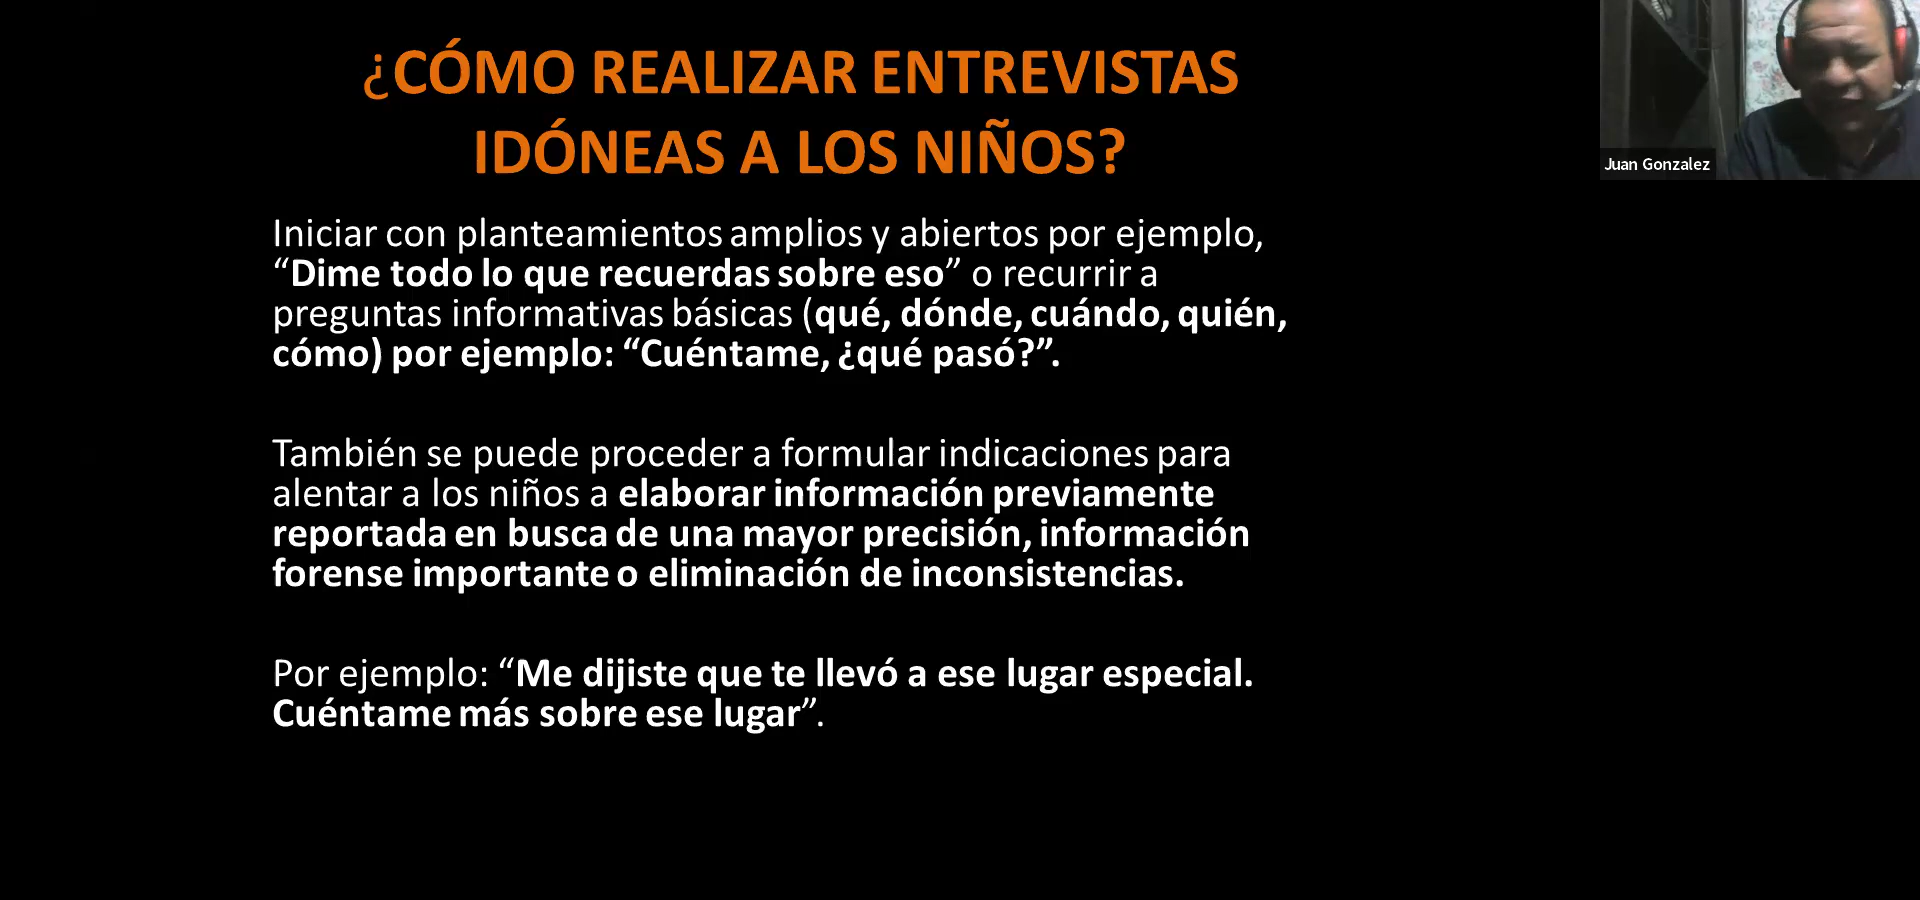 ¿CÓMO REALIZAR ENTREVISTAS
IDÓNEAS A LOS NIÑOS?
Iniciar con planteamientos amplios y abiertos por ejemplo,
“Dime todo lo que recuerdas sobre eso” o recurrir a
preguntas informativas básicas (qué, dónde, cuándo, quién,
cómo) por ejemplo: “Cuéntame, ¿qué pasó?”.
También se puede proceder a formular indicaciones para
alentar a los niños a elaborar información previamente
reportada en busca de una mayor precisión, información
forense importante o eliminación de inconsistencias.
Por ejemplo: “Me dijiste que te llevó a ese lugar especial.
Cuéntame más sobre ese lugar”.
Juan Gonzalez